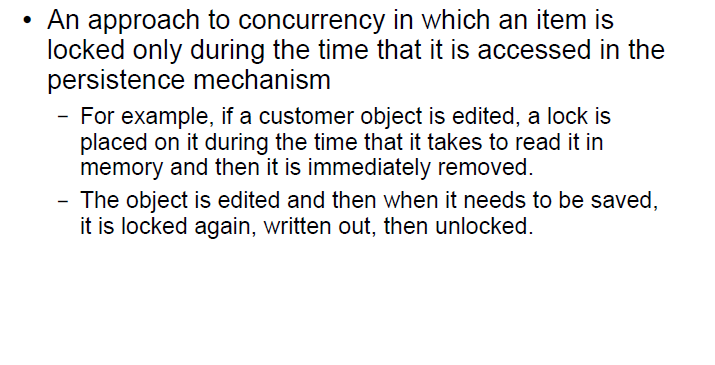 • An approach to concurrency in which an item is
locked only during the time that it is accessed in the
persistence mechanism
– For example, if a customer object is edited, a lock is
placed on it during the time that it takes to read it in
memory and then it is immediately removed.
– The object is edited and then when it needs to be saved,
it is locked again, written out, then unlocked.